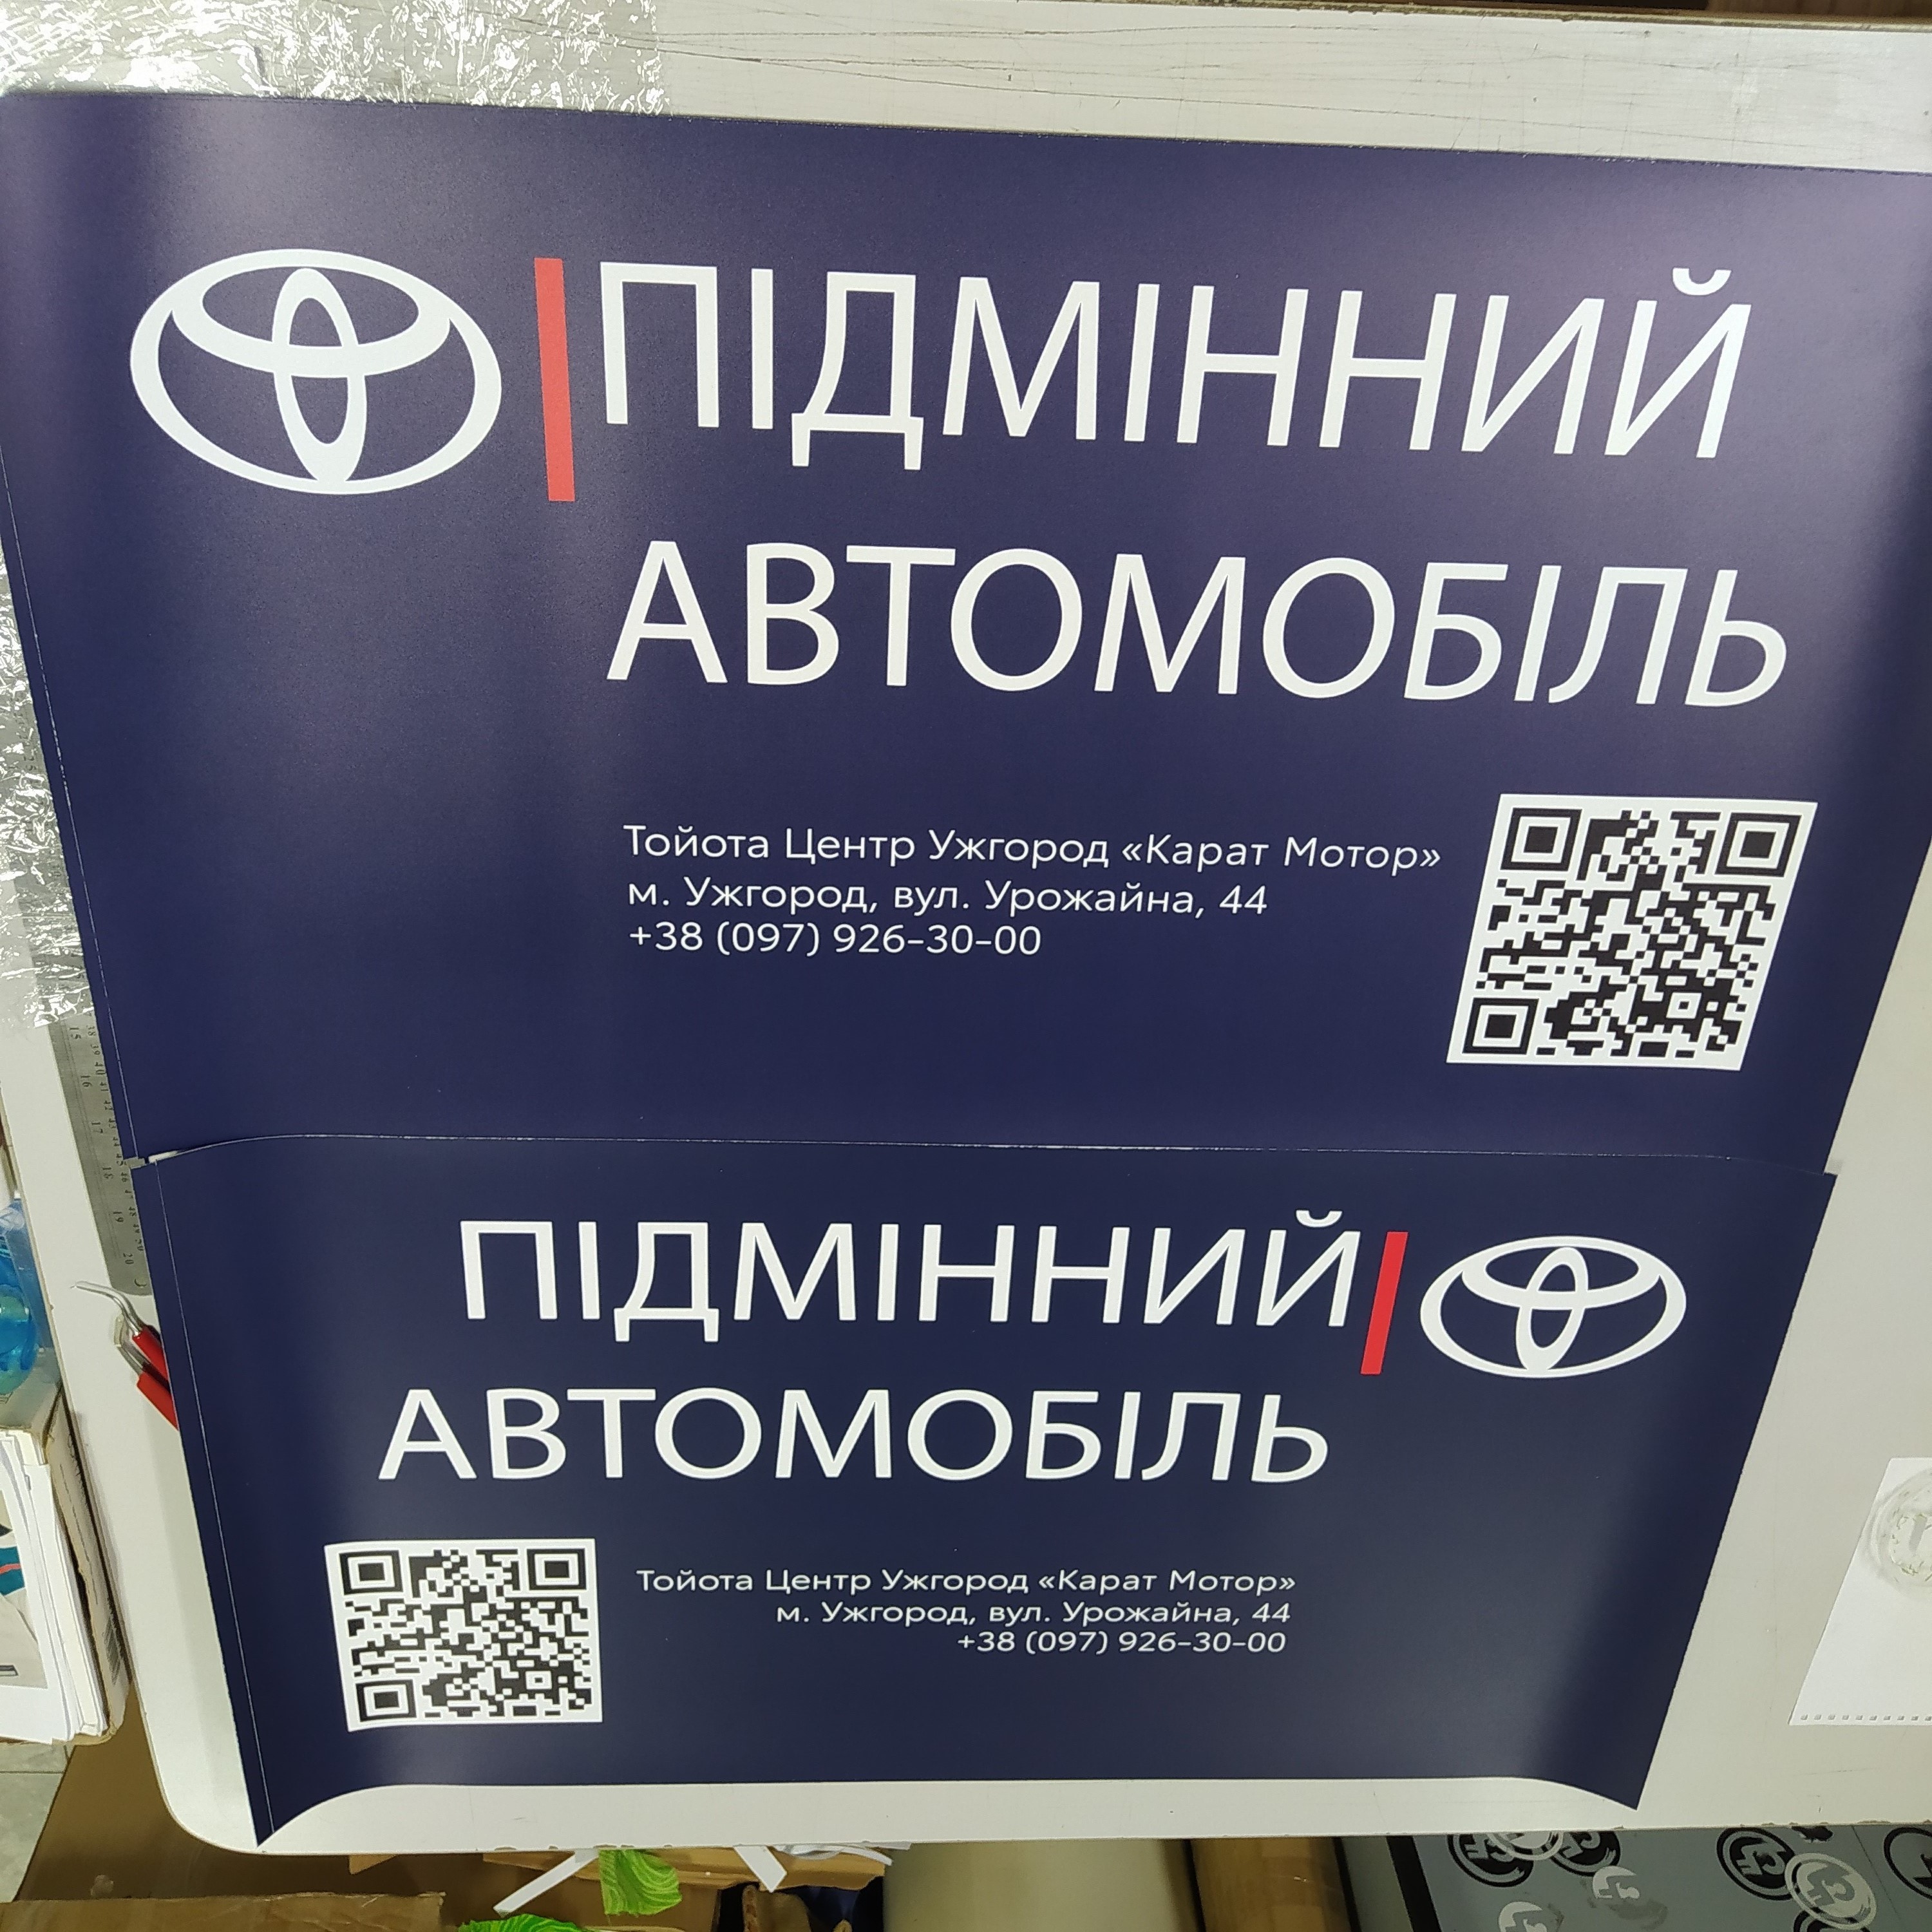 ПІДМІННИЙ
АВТОМОБІЛЬ
Тойота Центр Ужгород «Карат Мотор»
м. Ужгород, вул. Урожайна, 44
+38 (097) 926-30-00
ПІДМІННИЙ
АВТОМОБІЛЬ
Тойота Центр Ужгород «Карат Мотор»
м. Ужгород, вул. Урожайна, 44
+38 (097) 926-30-00